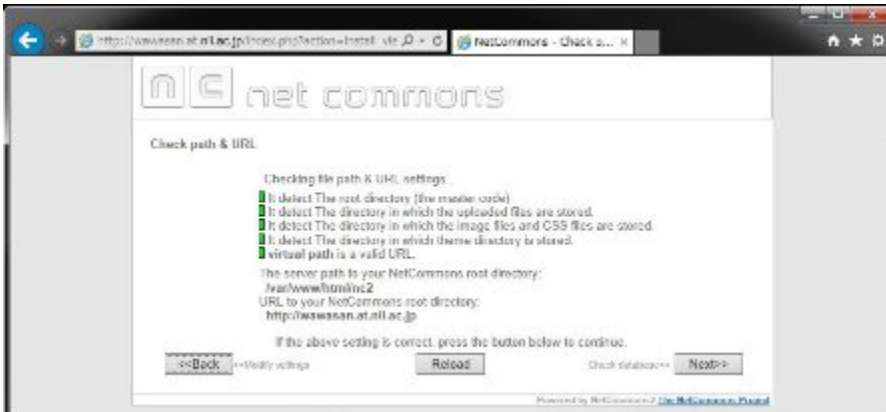 http://wawasan.at.nii.ac.jp/index.php?action=install_vie
NetCommons - Check s...
nc net commons
Check path & URL
Checking file path & URL settings
It detect The root directory (the master code)
It detect The directory in which the uploaded files are stored.
It detect The directory in which the image files and CSS files are stored.
It detect The directory in which theme directory is stored.
virtual path is a valid URL.
The server path to your NetCommons root directory:
/var/www/html/nc2
URL to your NetCommons root directory:
http://wawasan.at.nii.ac.jp
If the above setting is correct, press the button below to continue.
<<Back <<Modify settings Reload Check database>> Next>>
Powered by NetCommons2 The NetCommons Project